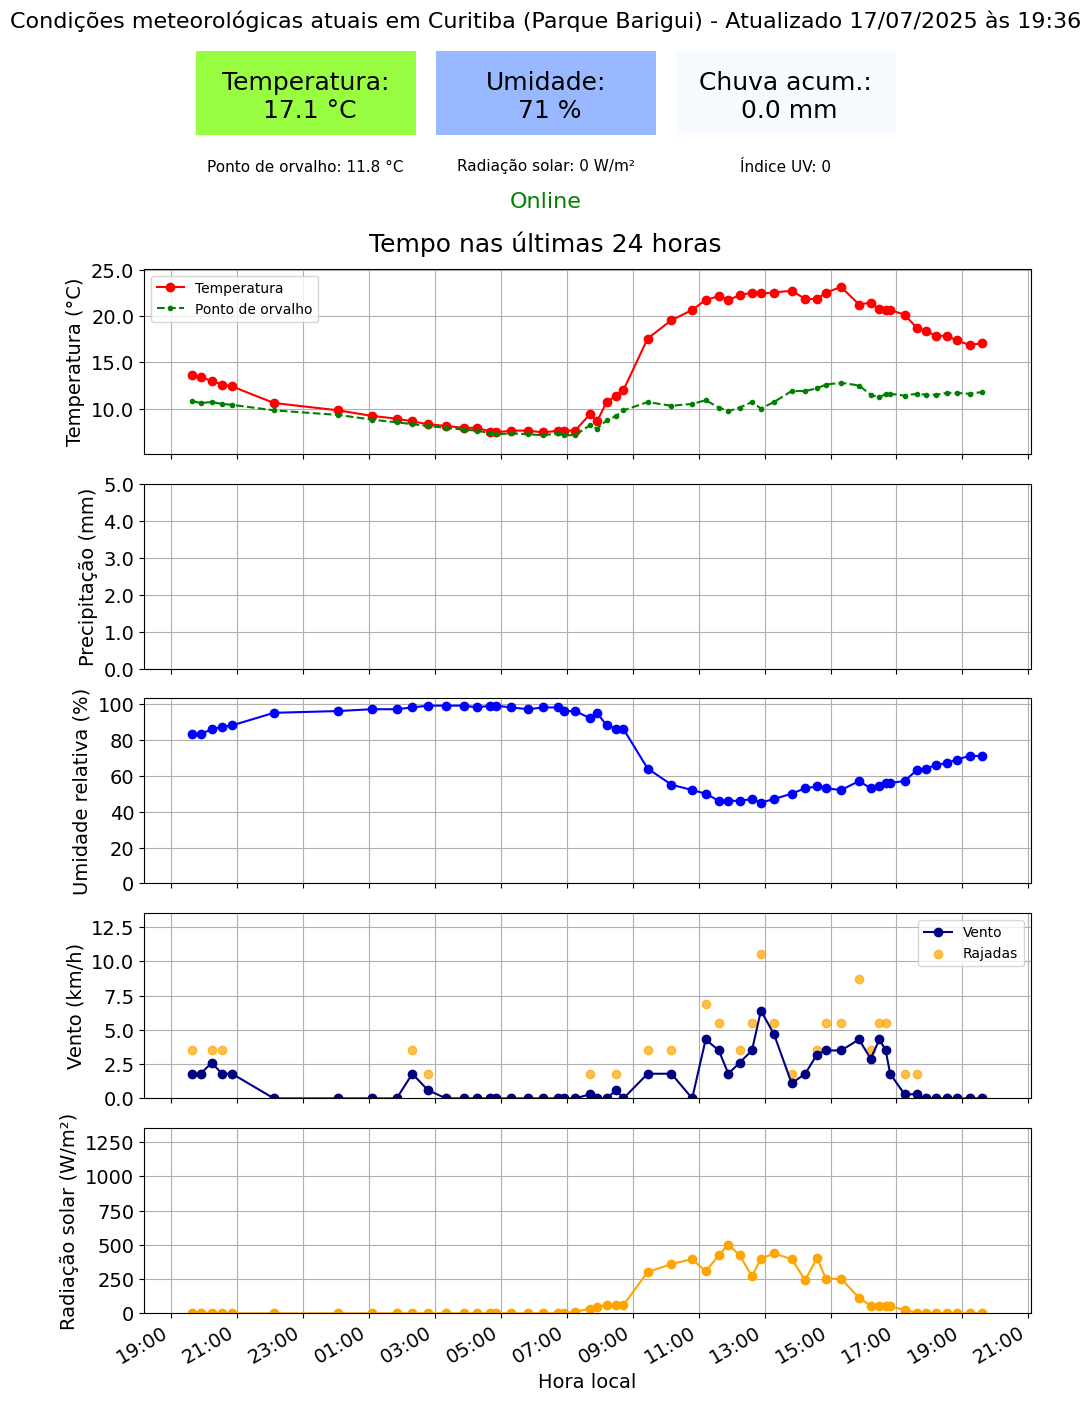 Condições meteorológicas atuais em Curitiba (Parque Barigui) - Atualizado 17/07/2025 às 19:36
Temperatura:
17.1 °C
Umidade:
71 %
Chuva acum.:
0.0 mm
Ponto de orvalho: 11.8 °C
Radiação solar: 0 W/m²
Índice UV: 0
Online
Tempo nas últimas 24 horas
Temperatura (°C)
25.0
20.0
15.0
10.0
Temperatura
Ponto de orvalho
Precipitação (mm)
5.0
4.0
3.0
2.0
1.0
0.0
Umidade relativa (%)
100
80
60
40
20
0
Vento (km/h)
12.5
10.0
7.5
5.0
2.5
0.0
Vento
Rajadas
Radiação solar (W/m²)
1250
1000
750
500
250
0
19:00
21:00
23:00
01:00
03:00
05:00
07:00
09:00
11:00
13:00
15:00
17:00
19:00
21:00
Hora local